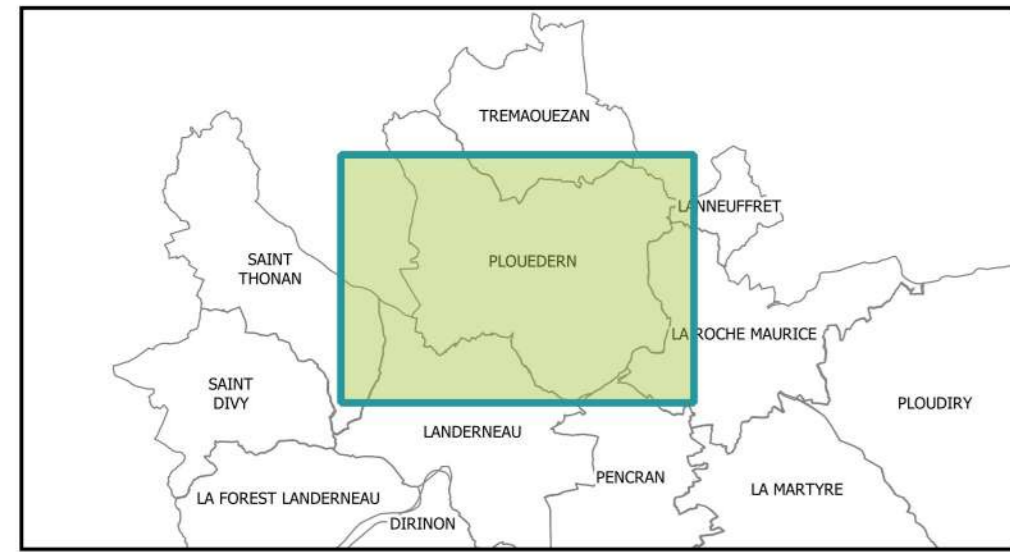 TREMAOUEZAN
LANNEUFFRET
SAINT
THONAN
PLOUEDERN
LA ROCHE MAURICE
SAINT
DIVY
PLOUDIRY
LANDERNEAU
PENCRAN
LA MARTYRE
LA FOREST LANDERNEAU
DIRINON